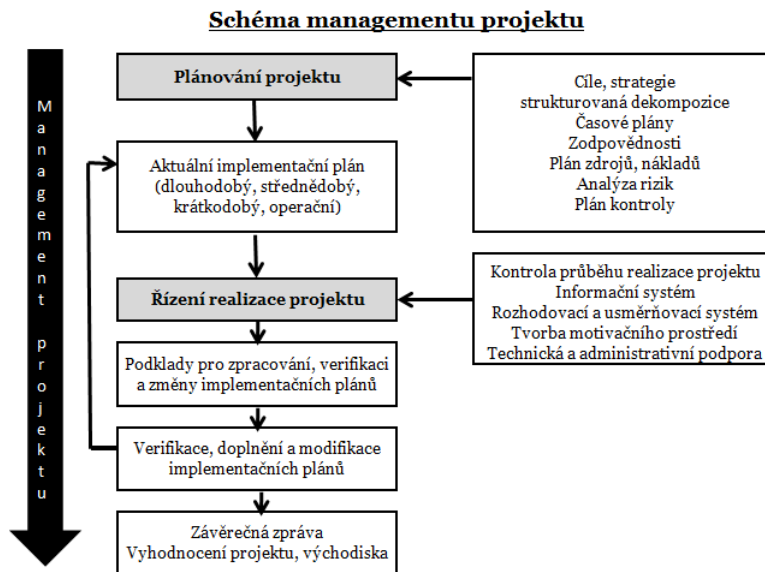 Schéma managementu projektu
Management projektu
Plánování projektu
Cíle, strategie
strukturovaná dekompozice
Časové plány
Zodpovědnosti
Plán zdrojů, nákladů
Analýza rizik
Plán kontroly
Aktuální implementační plán
(dlouhodobý, střednědobý,
krátkodobý, operační)
Řízení realizace projektu
Kontrola průběhu realizace projektu
Informační systém
Rozhodovací a usměrňovací systém
Tvorba motivačního prostředí
Technická a administrativní podpora
Podklady pro zpracování, verifikaci
a změny implementačních plánů
Verifikace, doplnění a modifikace
implementačních plánů
Závěrečná zpráva
Vyhodnocení projektu, východiska